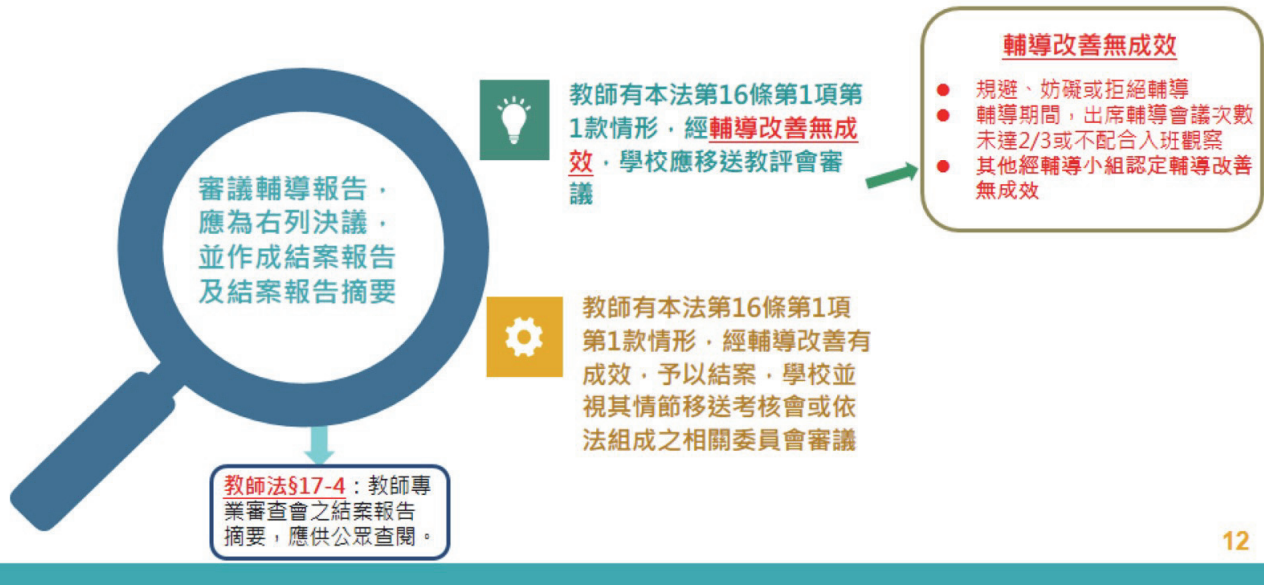 審議輔導報告，
應為右列決議，
並作成結案報告
及結案報告摘要
教師法§17-4：教師專
業審查會之結案報告
摘要，應供公眾查閱。
教師有本法第16條第1項第
1款情形，經輔導改善無成
效，學校應移送教評會審
議
輔導改善無成效
● 規避、妨礙或拒絕輔導
● 輔導期間，出席輔導會議次數
未達2/3或不配合入班觀察
● 其他經輔導小組認定輔導改善
無成效
教師有本法第16條第1項
第1款情形，經輔導改善有
成效，予以結案，學校並
視其情節移送考核會或依
法組成之相關委員會審議
12